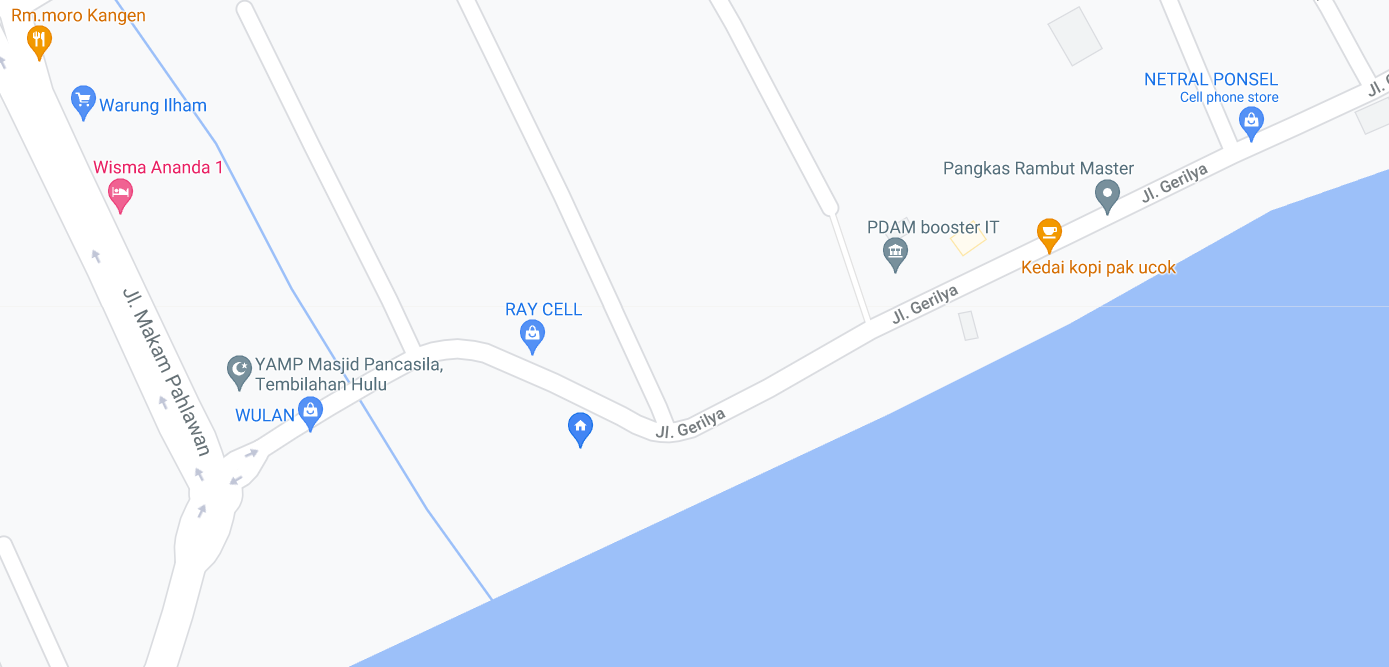 Rm.moro Kangen
Warung Ilham
Wisma Ananda 1
Jl. Makam Pahlawan
YAMP Masjid Pancasila,
Tembilahan Hulu
WULAN
RAY CELL
Jl. Gerilya
PDAM booster IT
Jl. Gerilya
Kedai kopi pak ucok
Pangkas Rambut Master
Jl. Gerilya
NETRAL PONSEL
Cell phone store